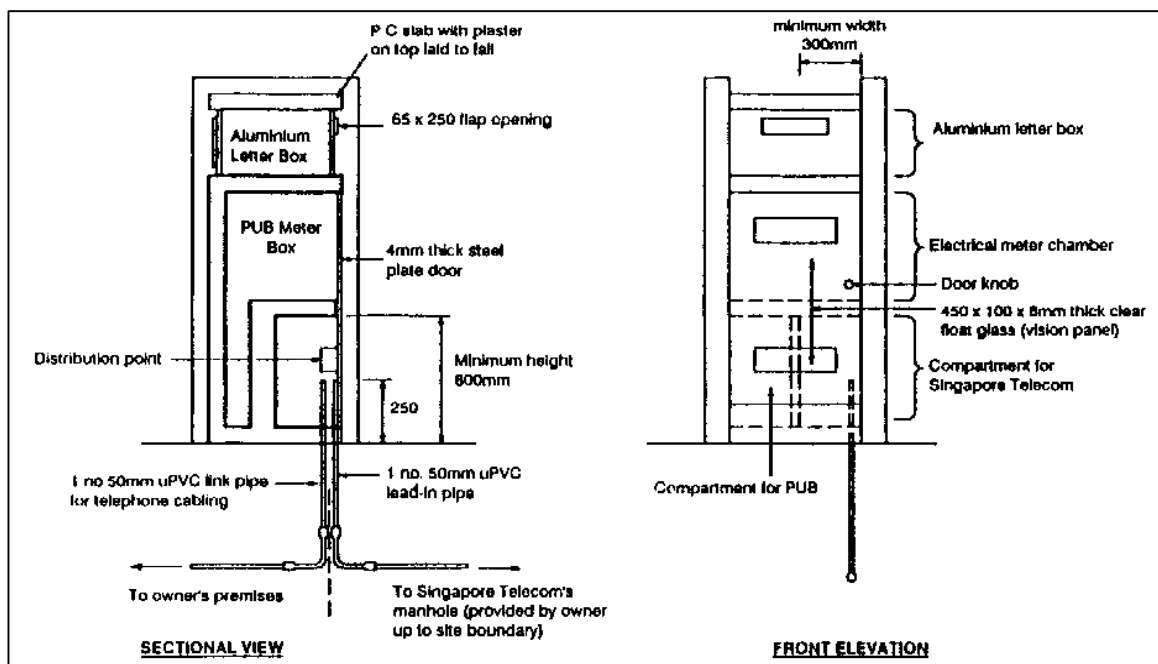 P C slab with plaster
on top laid to fall
65 x 250 flap opening
Aluminium
Letter Box
PUB Meter
Box
4mm thick steel
plate door
Distribution point
Minimum height
600mm
250
1 no 50mm uPVC link pipe
for telephone cabling
1 no. 50mm uPVC
lead-in pipe
To owner's premises
To Singapore Telecom's
manhole (provided by owner
up to site boundary)
SECTIONAL VIEW
minimum width
300mm
Aluminium letter box
Electrical meter chamber
Door knob
450 x 100 x 6mm thick clear
float glass (vision panel)
Compartment for
Singapore Telecom
Compartment for PUB
FRONT ELEVATION